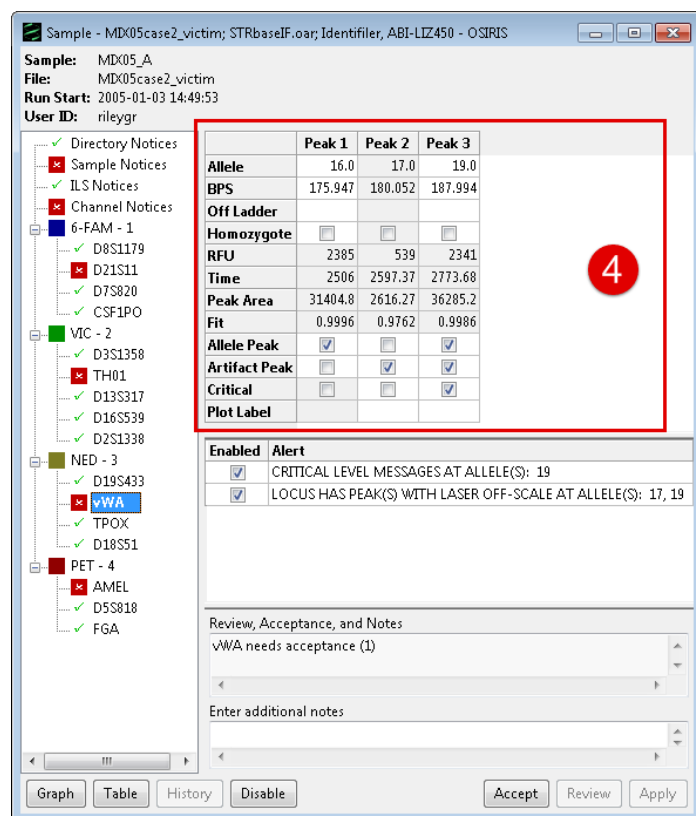 Sample - MIX05case2_victim; STRbaseIF.oar; Identifiler, ABI-LIZ450 - OSIRIS
Sample: MIX05_A
File: MIX05case2_victim
Run Start: 2005-01-03 14:49:53
User ID: rileygr
Directory Notices
Sample Notices
ILS Notices
Channel Notices
6-FAM - 1
D8S1179
D21S11
D7S820
CSF1PO
VIC - 2
D3S1358
TH01
D13S317
D16S539
D2S1338
NED - 3
D19S433
vWA
TPOX
D18S51
PET - 4
AMEL
D5S818
FGA
Peak 1 Peak 2 Peak 3
Allele 16.0 17.0 19.0
BPS 175.947 180.052 187.994
Off Ladder
Homozygote
RFU 2385 539 2341
Time 2506 2597.37 2773.68
Peak Area 31404.8 2616.27 36285.2
Fit 0.9996 0.9762 0.9986
Allele Peak
Artifact Peak
Critical
Plot Label
4
Enabled Alert
CRITICAL LEVEL MESSAGES AT ALLELE(S): 19
LOCUS HAS PEAK(S) WITH LASER OFF-SCALE AT ALLELE(S): 17, 19
Review, Acceptance, and Notes
vWA needs acceptance (1)
Enter additional notes
Graph Table History Disable Accept Review Apply